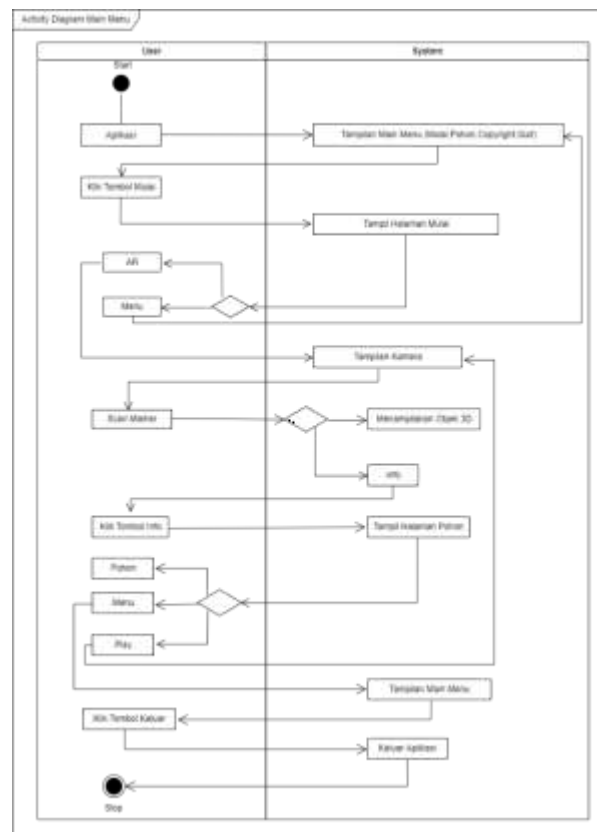 Activity Diagram Main Menu
User
System
Start
Aplikasi
Tampilan Main Menu (Mulai Pohon Copyright Quit)
Klik Tombol Mulai
Tampil Halaman Mulai
AR
Menu
Tampilan Kamera
Scan Marker
Menampilkan Objek 3D
Info
Klik Tombol Info
Tampil Halaman Pohon
Pohon
Menu
Play
Tampilan Main Menu
Klik Tombol Keluar
Keluar Aplikasi
Stop